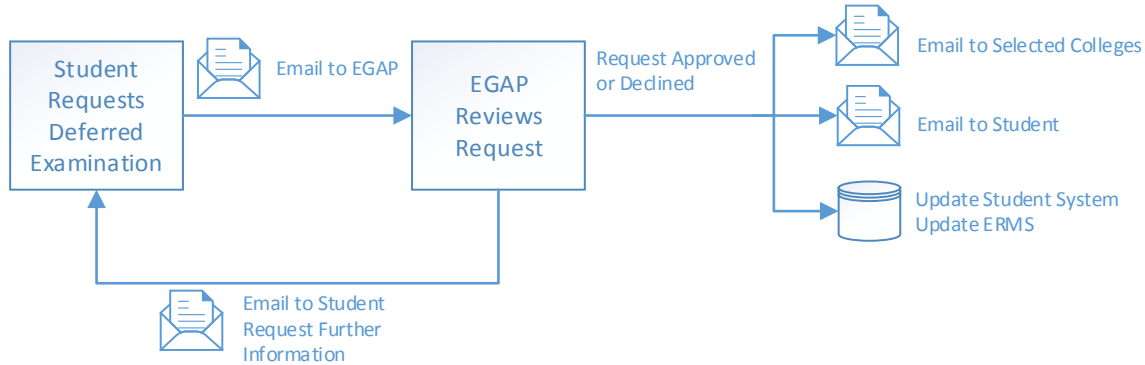 Student
Requests
Deferred
Examination
Email to EGAP
EGAP
Reviews
Request
Request Approved
or Declined
Email to Selected Colleges
Email to Student
Update Student System
Update ERMS
Email to Student
Request Further
Information